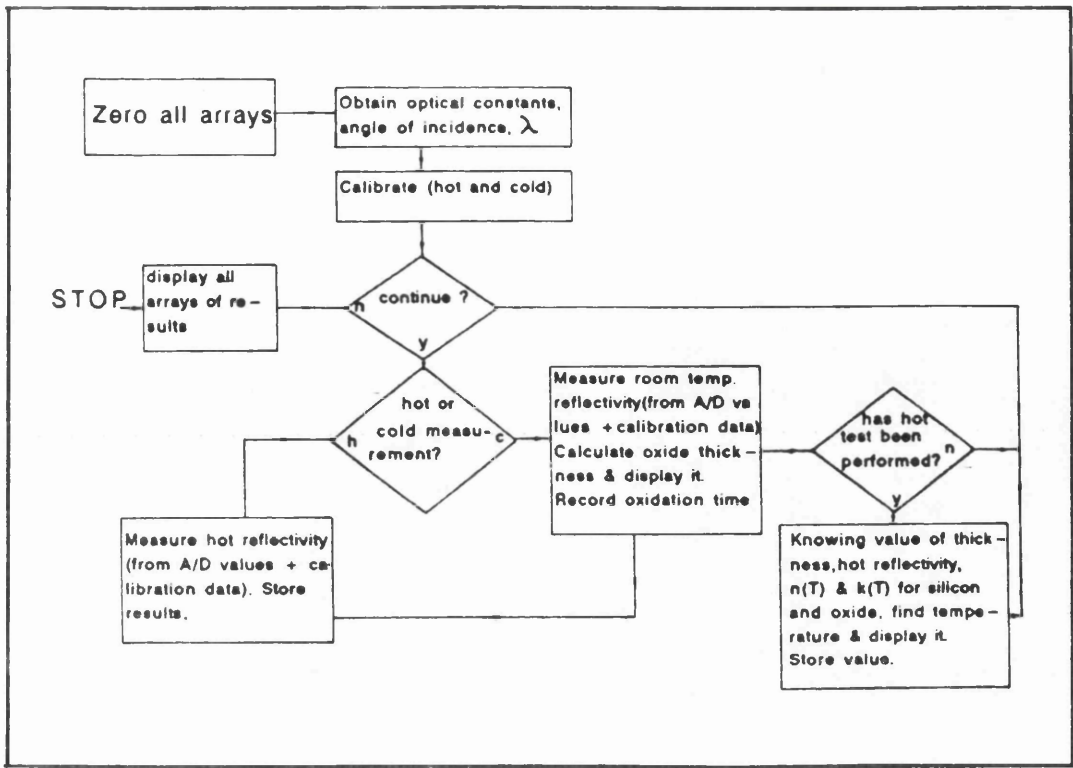 Zero all arrays
Obtain optical constants,
angle of incidence, λ
Calibrate (hot and cold)
continue ?
n
y
STOP
display all
arrays of re-
sults
hot or
cold measu-
rement?
h
c
Measure room temp.
reflectivity(from A/D va
lues + calibration data)
Calculate oxide thick-
ness & display it.
Record oxidation time
has hot
test been
performed?
n
y
Measure hot reflectivity
(from A/D values + ca-
libration data). Store
results,
Knowing value of thick-
ness,hot reflectivity,
n(T) & k(T) for silicon
and oxide, find tempe-
rature & display it.
Store value.